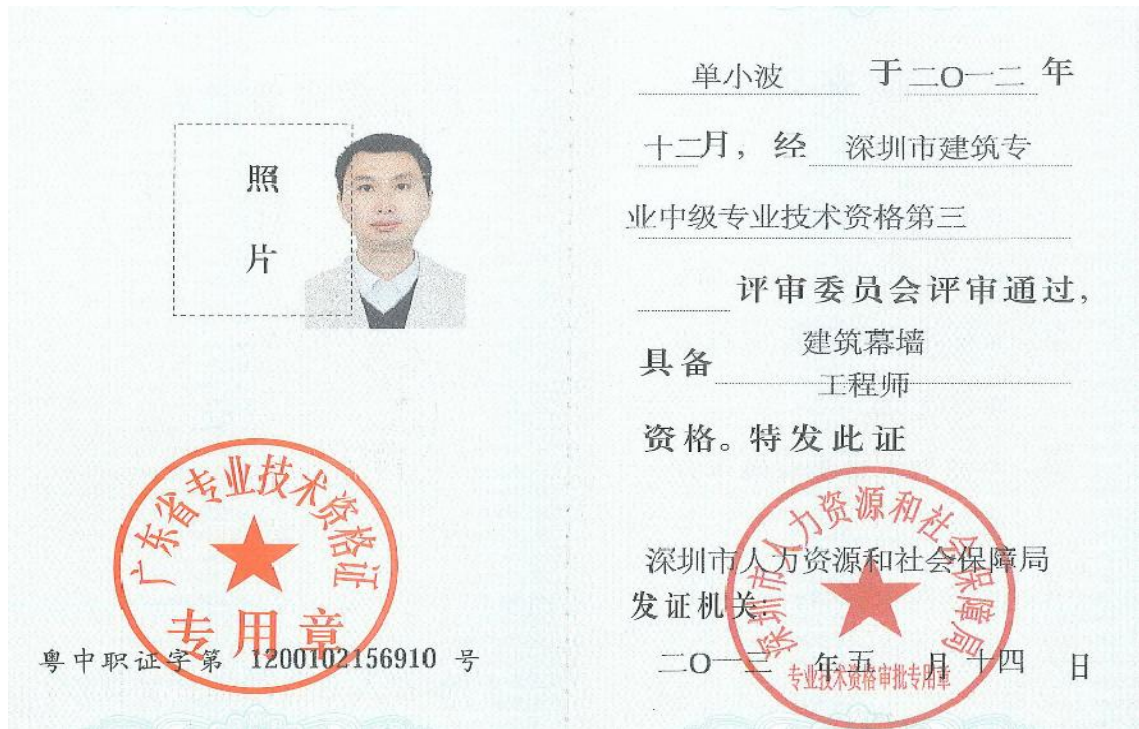 照
片
广东省专业技术资格证
专用章
粤中职证字第 1200102156910 号
单小波 于二O一二年
十二月，经 深圳市建筑专
业中级专业技术资格第三
评审委员会评审通过，
具备 建筑幕墙
工程师
资格。特发此证
深圳市人力资源和社会保障局
深圳市人力资源和社会保障局
发证机关：
二O一三 年五 月十四 日
专业技术资格审批专用章